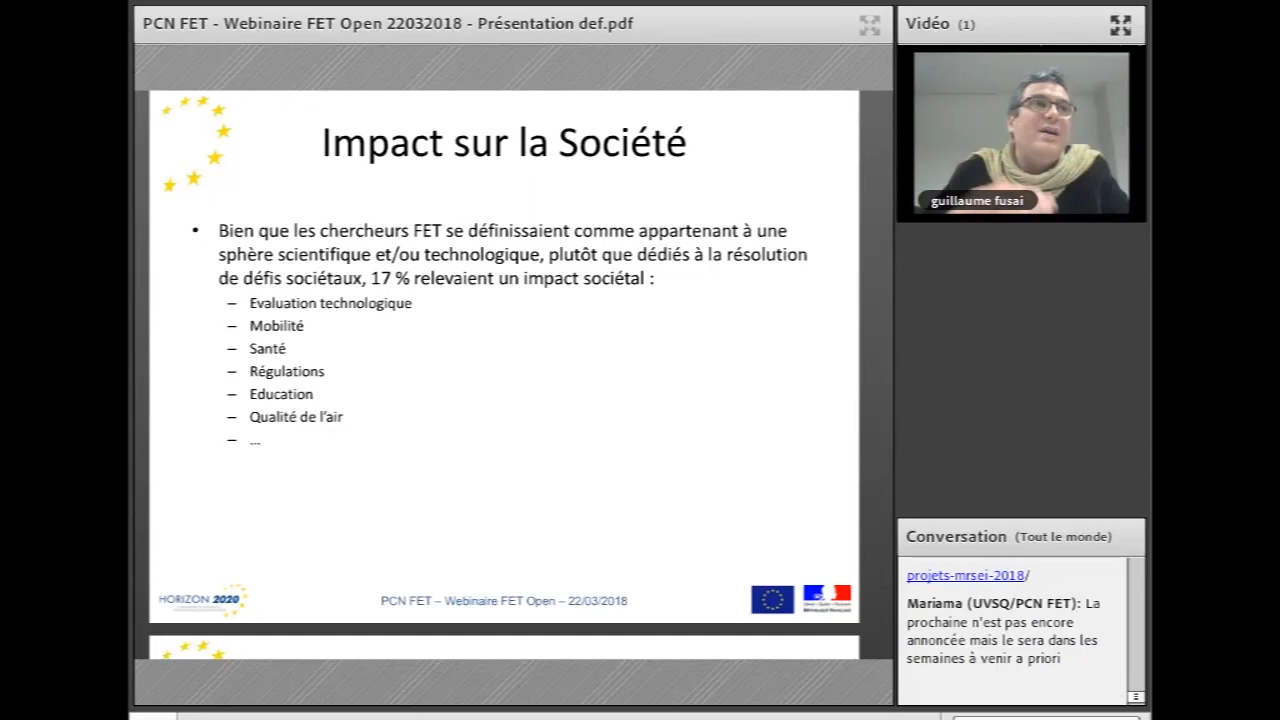 PCN FET - Webinaire FET Open 22032018 - Présentation def.pdf
Impact sur la Société
• Bien que les chercheurs FET se définissaient comme appartenant à une
sphère scientifique et/ou technologique, plutôt que dédiés à la résolution
de défis sociétaux, 17 % relevaient un impact sociétal :
– Evaluation technologique
– Mobilité
– Santé
– Régulations
– Education
– Qualité de l'air
– ...
HORIZON 2020
PCN FET – Webinaire FET Open – 22/03/2018
Vidéo (1)
guillaume fusai
Conversation (Tout le monde)
projets-mrsei-2018/
Mariama (UVSQ/PCN FET): La
prochaine n'est pas encore
annoncée mais le sera dans les
semaines à venir a priori